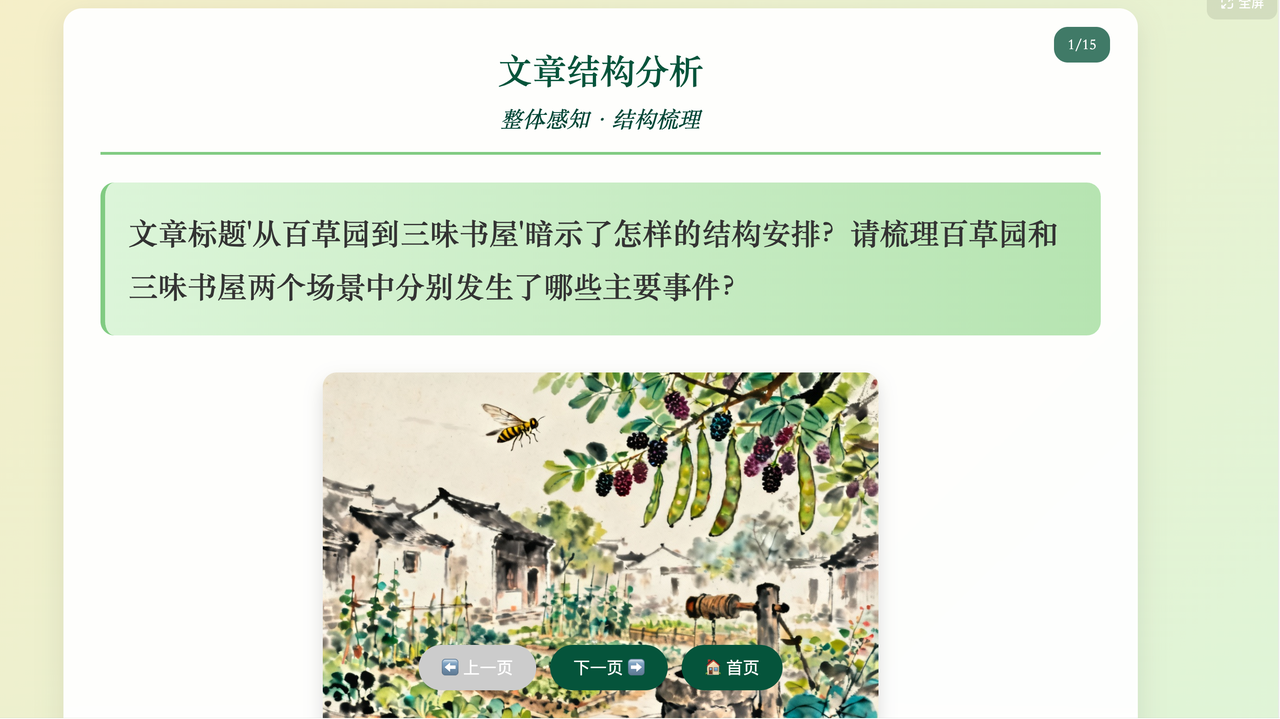 全屏
1/15
文章结构分析
整体感知 · 结构梳理
文章标题'从百草园到三味书屋'暗示了怎样的结构安排？请梳理百草园和
三味书屋两个场景中分别发生了哪些主要事件？
上一页
下一页
首页